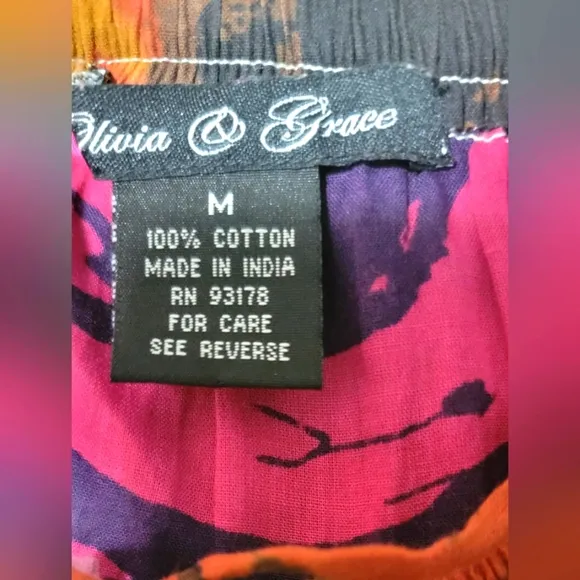 Olivia & Grace
M
100% COTTON
MADE IN INDIA
RN 93178
FOR CARE
SEE REVERSE